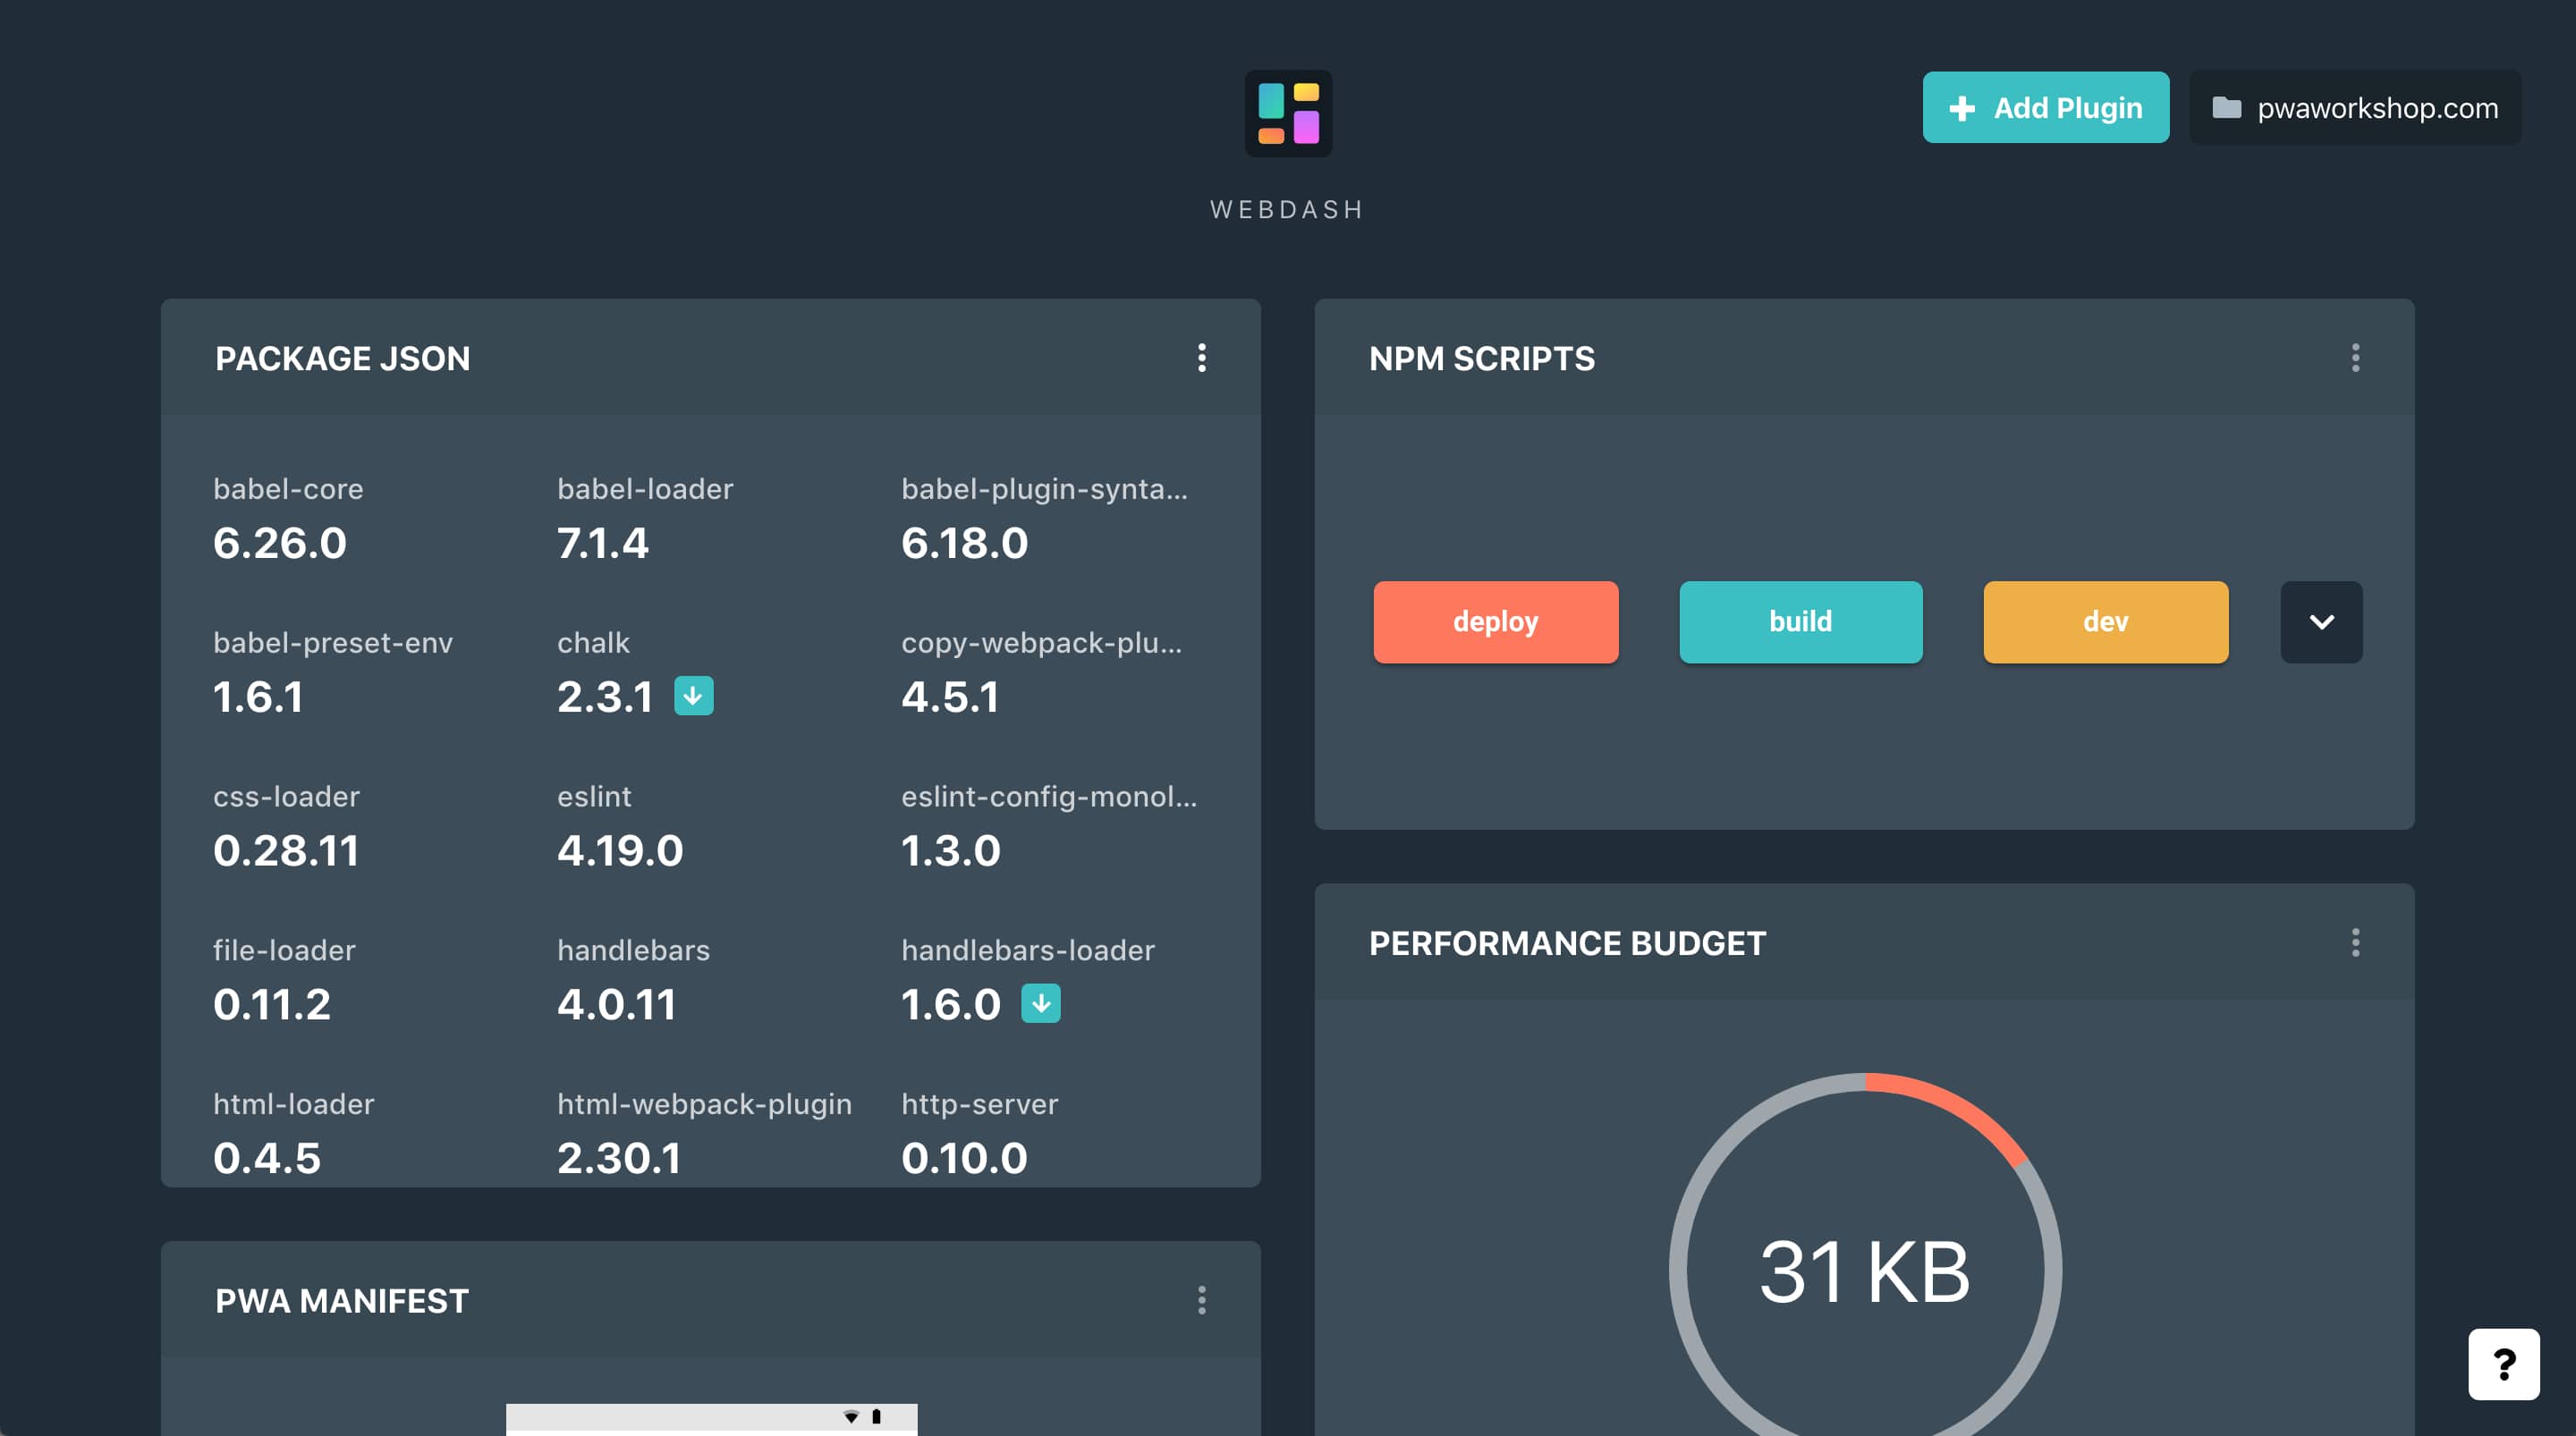 WEBDASH
Add Plugin
pwaworkshop.com
PACKAGE JSON
babel-core
6.26.0
babel-loader
7.1.4
babel-plugin-synta...
6.18.0
babel-preset-env
1.6.1
chalk
2.3.1
copy-webpack-plu...
4.5.1
css-loader
0.28.11
eslint
4.19.0
eslint-config-monol...
1.3.0
file-loader
0.11.2
handlebars
4.0.11
handlebars-loader
1.6.0
html-loader
0.4.5
html-webpack-plugin
2.30.1
http-server
0.10.0
NPM SCRIPTS
deploy
build
dev
PERFORMANCE BUDGET
31 KB
PWA MANIFEST
?